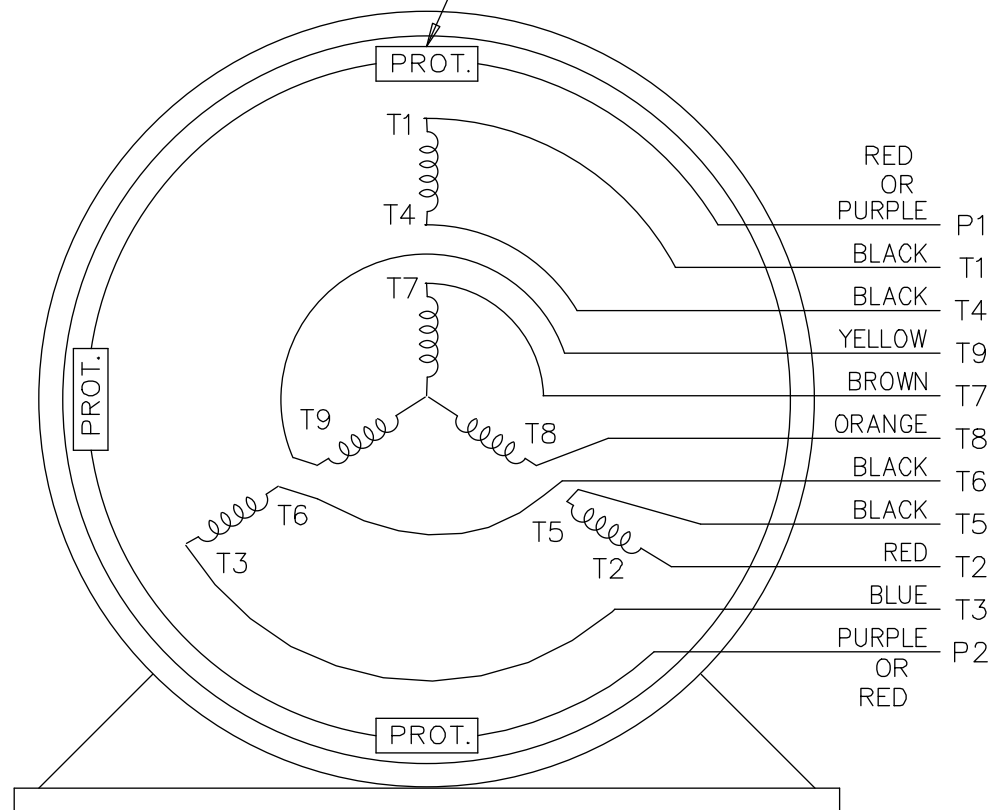 PROT.
T1
T4
T7
T9
T8
T6
T3
T5
T2
PROT.
PROT.
RED
OR
PURPLE P1
BLACK T1
BLACK T4
YELLOW T9
BROWN T7
ORANGE T8
BLACK T6
BLACK T5
RED T2
BLUE T3
PURPLE P2
OR
RED